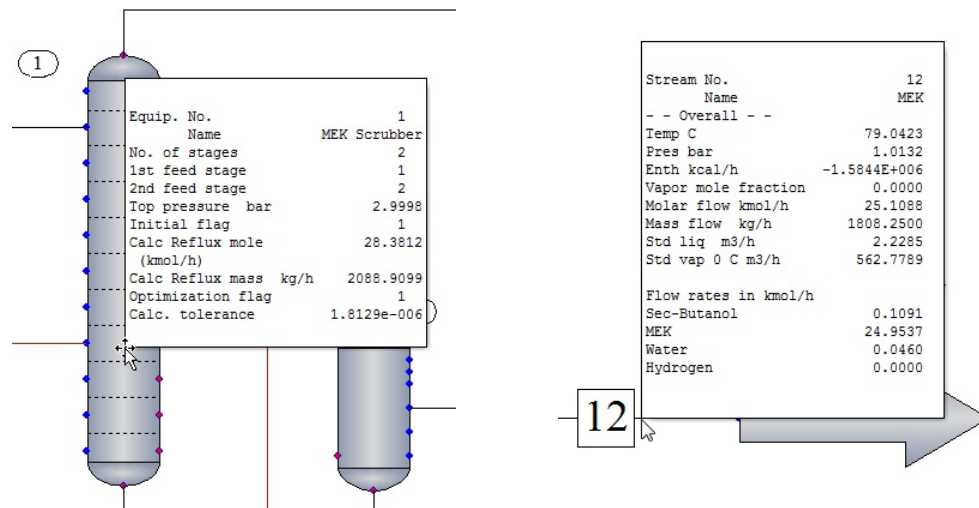 1
Equip. No. 1
Name MEK Scrubber
No. of stages 2
1st feed stage 1
2nd feed stage 2
Top pressure bar 2.9998
Initial flag 1
Calc Reflux mole 28.3812
(kmol/h)
Calc Reflux mass kg/h 2088.9099
Optimization flag 1
Calc. tolerance 1.8129e-006
Stream No. 12
Name MEK
- - Overall - -
Temp C 79.0423
Pres bar 1.0132
Enth kcal/h -1.5844E+006
Vapor mole fraction 0.0000
Molar flow kmol/h 25.1088
Mass flow kg/h 1808.2500
Std liq m3/h 2.2285
Std vap 0 C m3/h 562.7789
Flow rates in kmol/h
Sec-Butanol 0.1091
MEK 24.9537
Water 0.0460
Hydrogen 0.0000
12